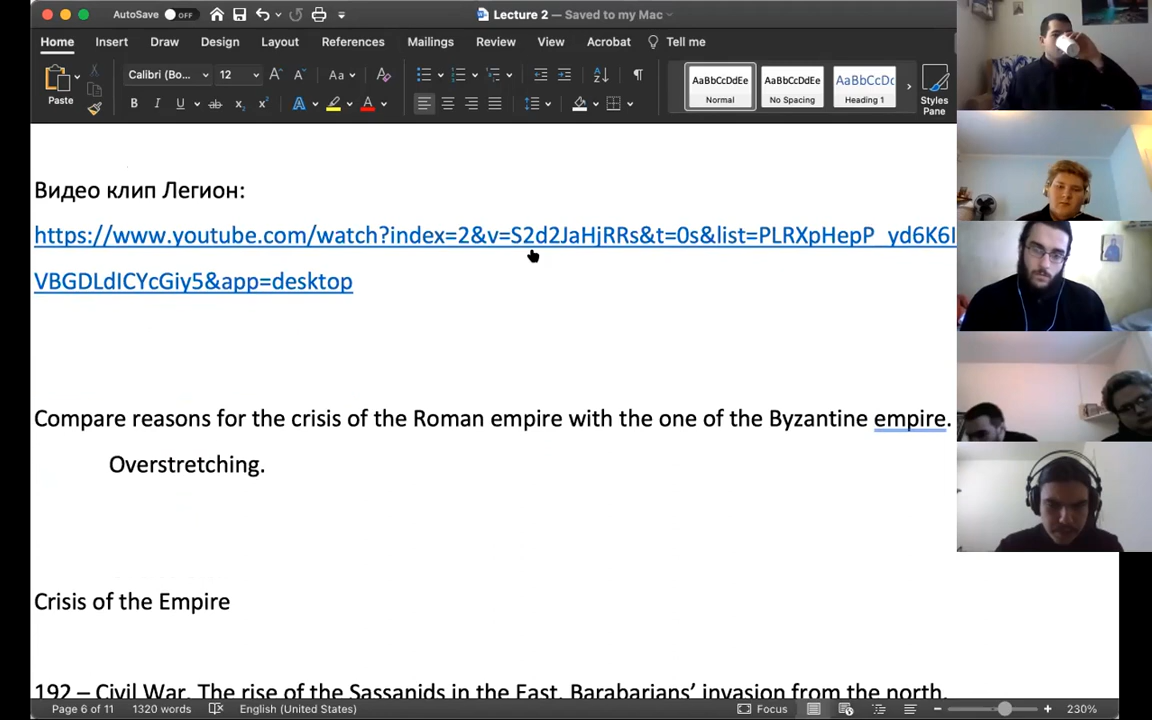 AutoSave OFF Lecture 2 — Saved to my Mac
Home Insert Draw Design Layout References Mailings Review View Acrobat Tell me
Paste Calibri (Bo... 12 Aa AaBbCcDdEe Normal AaBbCcDdEe No Spacing AaBbCcDc Heading 1 Styles Pane
B I U ab x₂ x² A A
Видео клип Легион:
https://www.youtube.com/watch?index=2&v=S2d2JaHjRRs&t=0s&list=PLRXpHepP_yd6K6I
VBGDLdICYcGiy5&app=desktop
Compare reasons for the crisis of the Roman empire with the one of the Byzantine empire.
Overstretching.
Crisis of the Empire
192 – Civil War. The rise of the Sassanids in the East. Barabarians’ invasion from the north.
Page 6 of 11 1320 words English (United States) Focus 230%